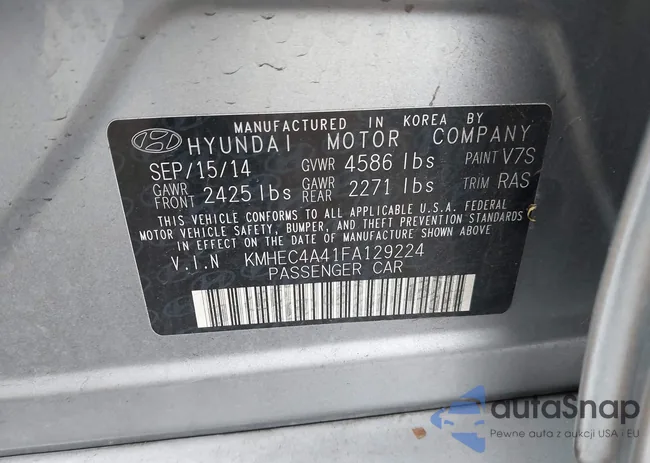 MANUFACTURED IN KOREA BY
HYUNDAI MOTOR COMPANY
SEP/15/14 GVWR 4586 lbs PAINT V7S
GAWR FRONT 2425 lbs GAWR REAR 2271 lbs TRIM RAS
THIS VEHICLE CONFORMS TO ALL APPLICABLE U.S.A. FEDERAL
MOTOR VEHICLE SAFETY, BUMPER, AND THEFT PREVENTION STANDARDS
IN EFFECT ON THE DATE OF MANUFACTURE SHOWN ABOVE.
V.I.N KMHEC4A41FA129224
PASSENGER CAR
autoSnap
Pewne auta z aukcji USA i EU